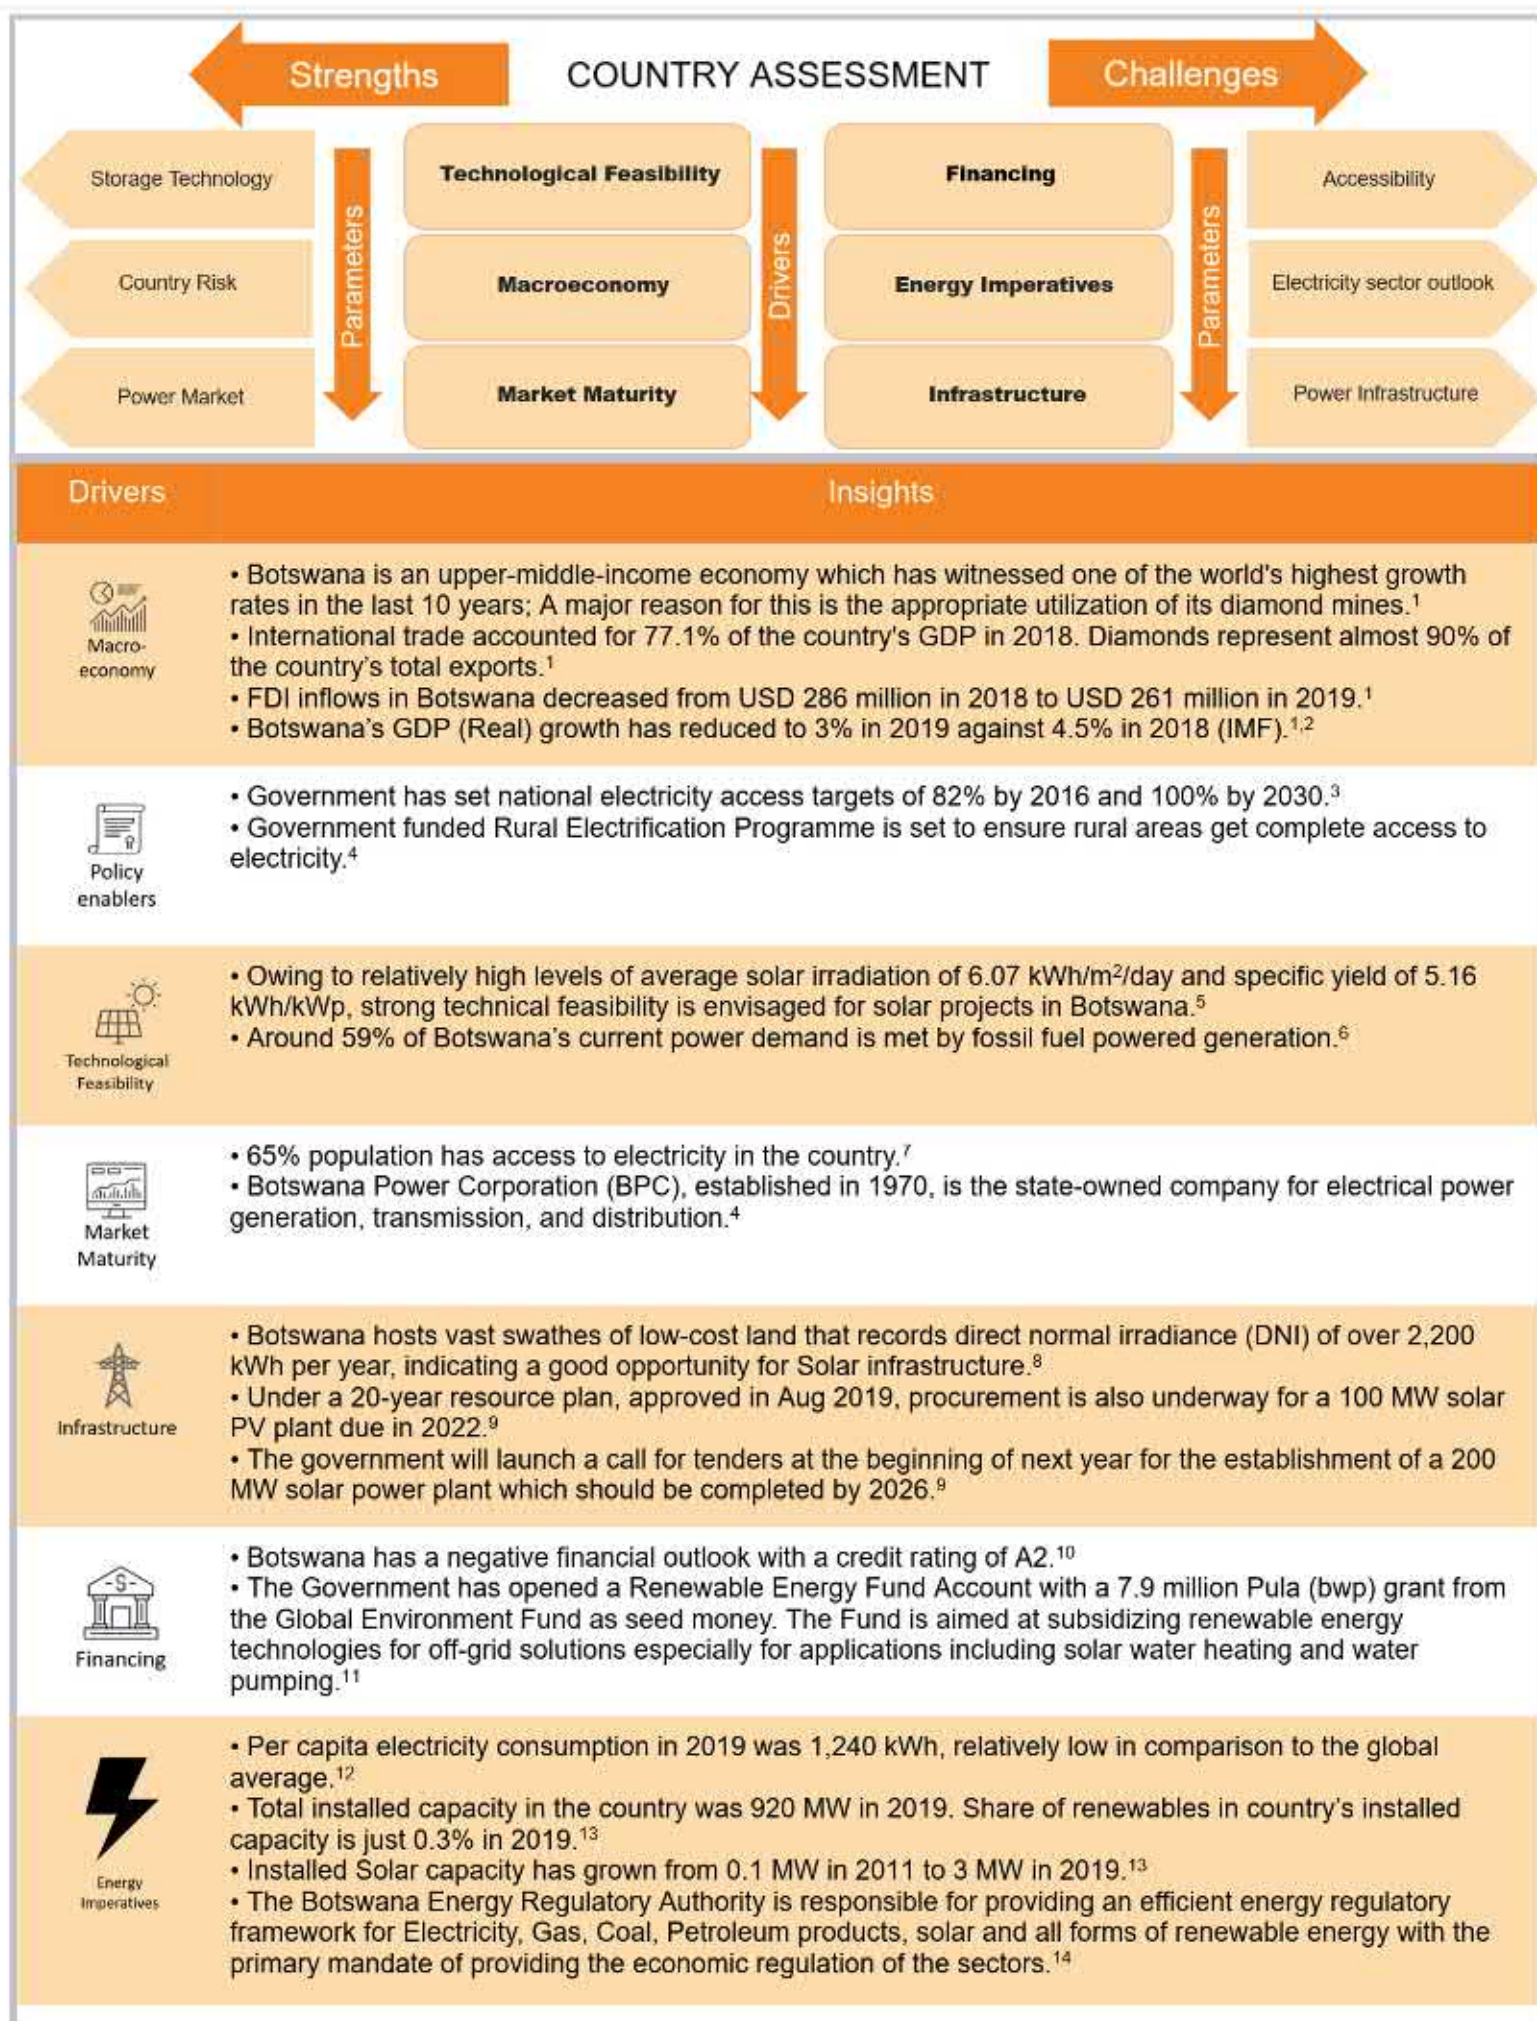 Strengths
COUNTRY ASSESSMENT
Challenges
Storage Technology
Parameters
Technological Feasibility
Drivers
Financing
Parameters
Accessibility
Country Risk
Macroeconomy
Energy Imperatives
Electricity sector outlook
Power Market
Market Maturity
Infrastructure
Power Infrastructure
Drivers
Insights
Macro-
economy
• Botswana is an upper-middle-income economy which has witnessed one of the world's highest growth
rates in the last 10 years; A major reason for this is the appropriate utilization of its diamond mines.¹
• International trade accounted for 77.1% of the country's GDP in 2018. Diamonds represent almost 90% of
the country's total exports.¹
• FDI inflows in Botswana decreased from USD 286 million in 2018 to USD 261 million in 2019.¹
• Botswana's GDP (Real) growth has reduced to 3% in 2019 against 4.5% in 2018 (IMF).¹,²
Policy
enablers
• Government has set national electricity access targets of 82% by 2016 and 100% by 2030.³
• Government funded Rural Electrification Programme is set to ensure rural areas get complete access to
electricity.⁴
Technological
Feasibility
• Owing to relatively high levels of average solar irradiation of 6.07 kWh/m²/day and specific yield of 5.16
kWh/kWp, strong technical feasibility is envisaged for solar projects in Botswana.⁵
• Around 59% of Botswana's current power demand is met by fossil fuel powered generation.⁶
Market
Maturity
• 65% population has access to electricity in the country.⁷
• Botswana Power Corporation (BPC), established in 1970, is the state-owned company for electrical power
generation, transmission, and distribution.⁴
Infrastructure
• Botswana hosts vast swathes of low-cost land that records direct normal irradiance (DNI) of over 2,200
kWh per year, indicating a good opportunity for Solar infrastructure.⁸
• Under a 20-year resource plan, approved in Aug 2019, procurement is also underway for a 100 MW solar
PV plant due in 2022.⁹
• The government will launch a call for tenders at the beginning of next year for the establishment of a 200
MW solar power plant which should be completed by 2026.⁹
-$-
Financing
• Botswana has a negative financial outlook with a credit rating of A2.¹⁰
• The Government has opened a Renewable Energy Fund Account with a 7.9 million Pula (bwp) grant from
the Global Environment Fund as seed money. The Fund is aimed at subsidizing renewable energy
technologies for off-grid solutions especially for applications including solar water heating and water
pumping.¹¹
Energy
Imperatives
• Per capita electricity consumption in 2019 was 1,240 kWh, relatively low in comparison to the global
average.¹²
• Total installed capacity in the country was 920 MW in 2019. Share of renewables in country's installed
capacity is just 0.3% in 2019.¹³
• Installed Solar capacity has grown from 0.1 MW in 2011 to 3 MW in 2019.¹³
• The Botswana Energy Regulatory Authority is responsible for providing an efficient energy regulatory
framework for Electricity, Gas, Coal, Petroleum products, solar and all forms of renewable energy with the
primary mandate of providing the economic regulation of the sectors.¹⁴